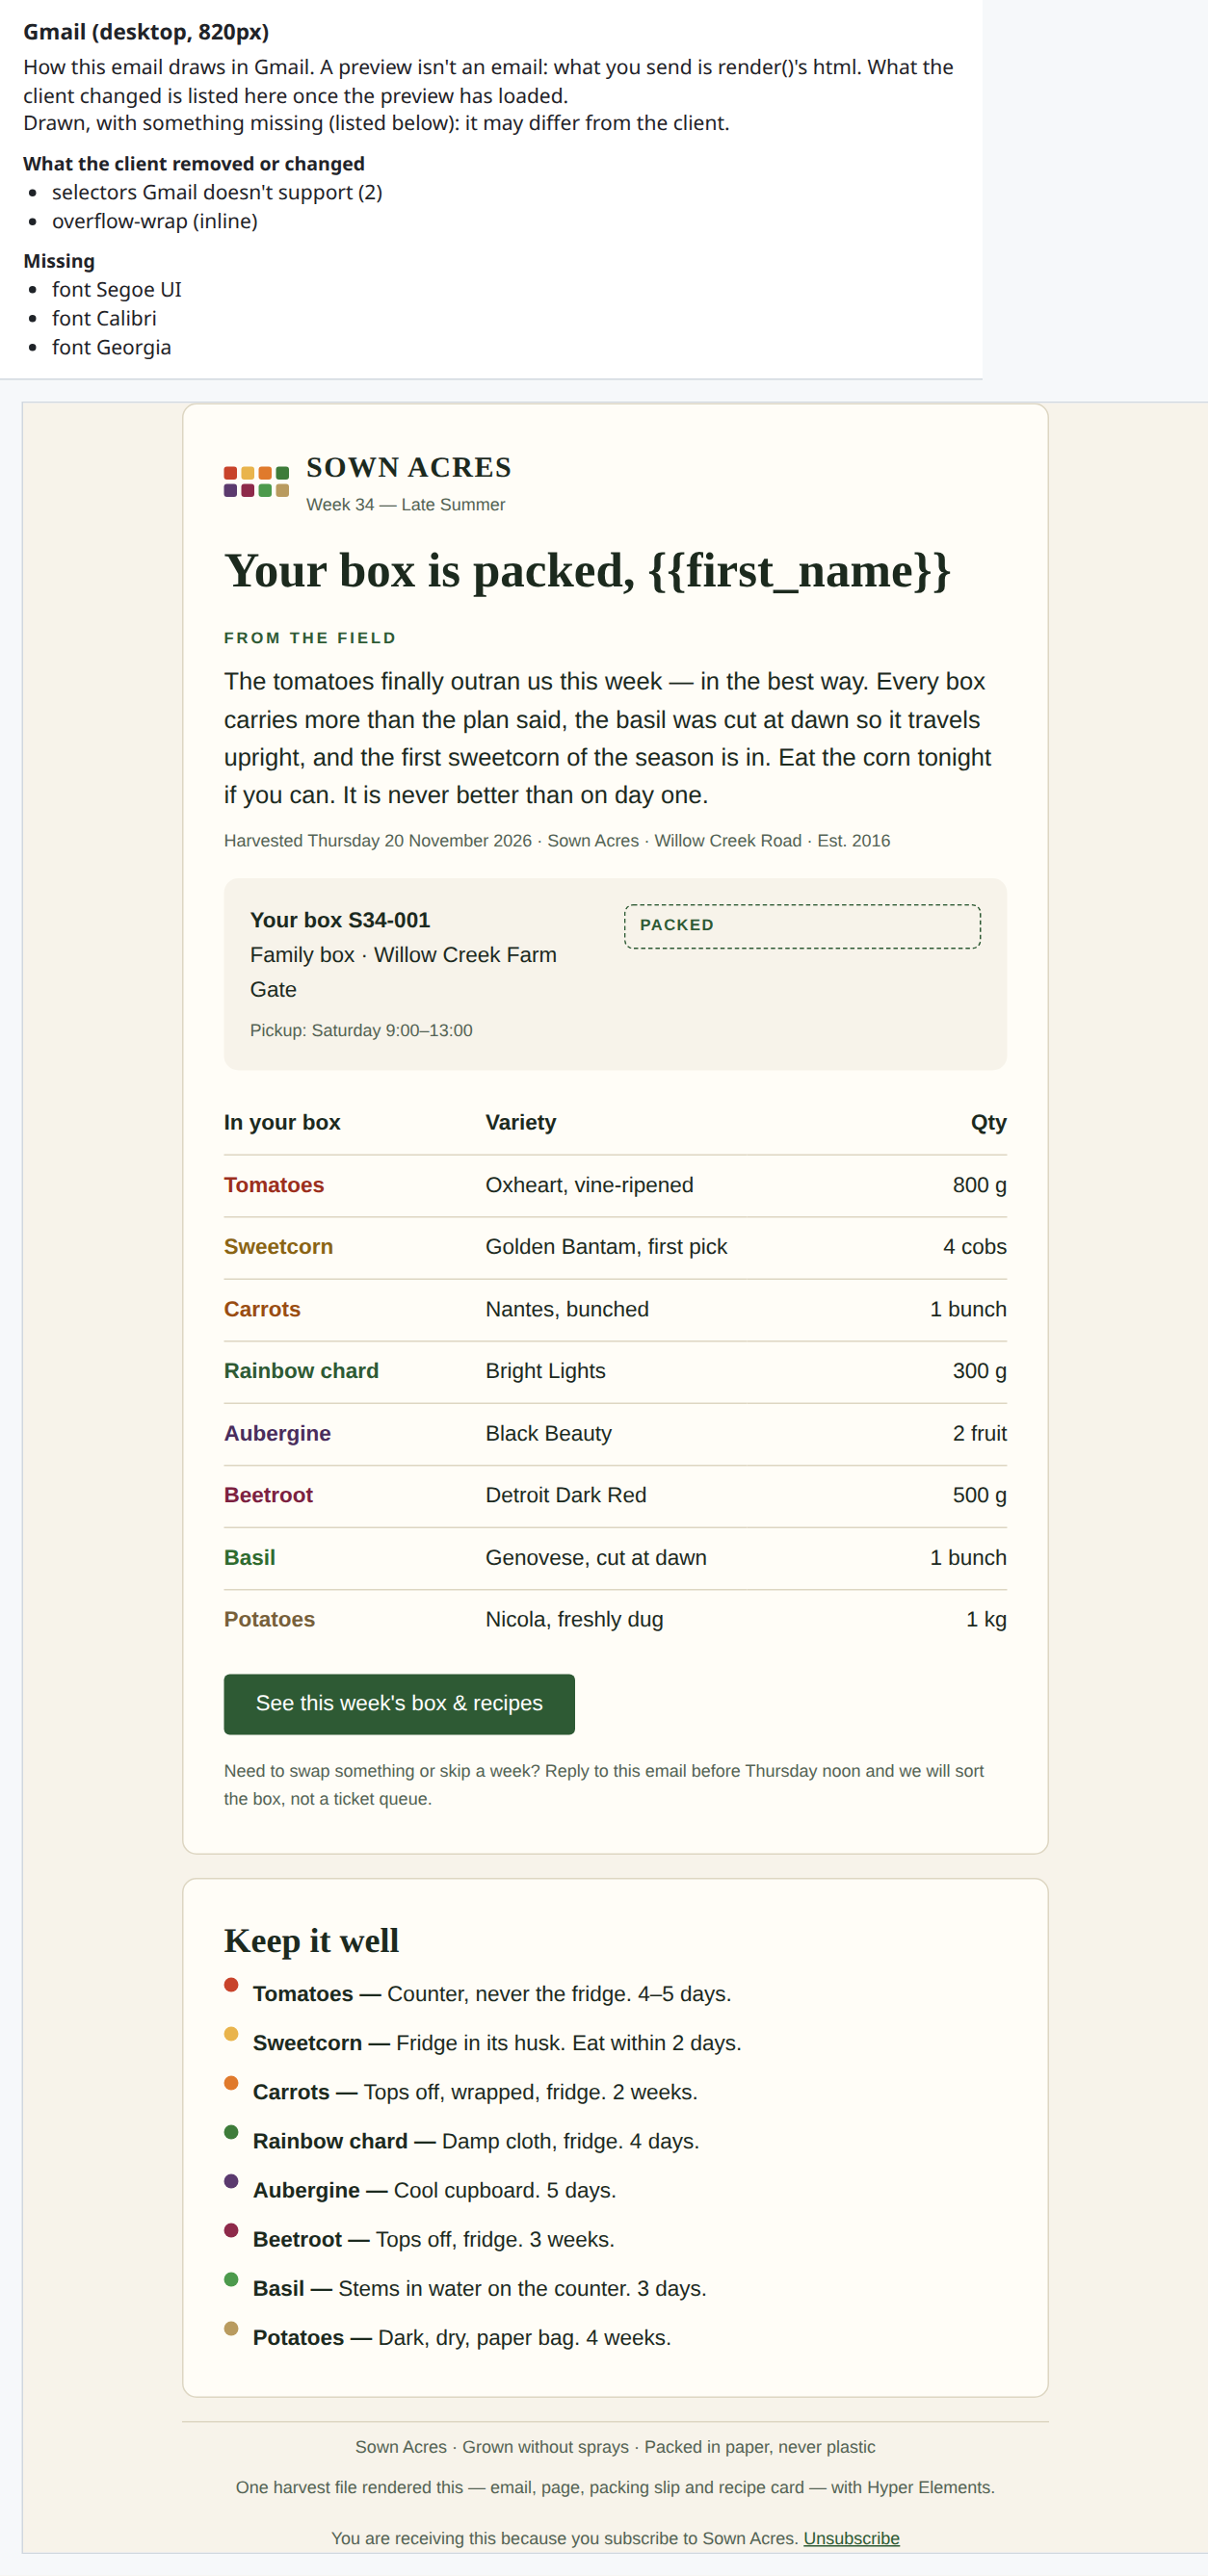 Gmail (desktop, 820px)
How this email draws in Gmail. A preview isn't an email: what you send is render()'s html. What the
client changed is listed here once the preview has loaded.
Drawn, with something missing (listed below): it may differ from the client.
What the client removed or changed
• selectors Gmail doesn't support (2)
• overflow-wrap (inline)
Missing
• font Segoe UI
• font Calibri
• font Georgia
SOWN ACRES
Week 34 — Late Summer
Your box is packed, {{first_name}}
FROM THE FIELD
The tomatoes finally outran us this week — in the best way. Every box
carries more than the plan said, the basil was cut at dawn so it travels
upright, and the first sweetcorn of the season is in. Eat the corn tonight
if you can. It is never better than on day one.
Harvested Thursday 20 November 2026 · Sown Acres · Willow Creek Road · Est. 2016
Your box S34-001
PACKED
Family box · Willow Creek Farm
Gate
Pickup: Saturday 9:00–13:00
In your box Variety Qty
Tomatoes Oxheart, vine-ripened 800 g
Sweetcorn Golden Bantam, first pick 4 cobs
Carrots Nantes, bunched 1 bunch
Rainbow chard Bright Lights 300 g
Aubergine Black Beauty 2 fruit
Beetroot Detroit Dark Red 500 g
Basil Genovese, cut at dawn 1 bunch
Potatoes Nicola, freshly dug 1 kg
See this week's box & recipes
Need to swap something or skip a week? Reply to this email before Thursday noon and we will sort
the box, not a ticket queue.
Keep it well
Tomatoes — Counter, never the fridge. 4–5 days.
Sweetcorn — Fridge in its husk. Eat within 2 days.
Carrots — Tops off, wrapped, fridge. 2 weeks.
Rainbow chard — Damp cloth, fridge. 4 days.
Aubergine — Cool cupboard. 5 days.
Beetroot — Tops off, fridge. 3 weeks.
Basil — Stems in water on the counter. 3 days.
Potatoes — Dark, dry, paper bag. 4 weeks.
Sown Acres · Grown without sprays · Packed in paper, never plastic
One harvest file rendered this — email, page, packing slip and recipe card — with Hyper Elements.
You are receiving this because you subscribe to Sown Acres. Unsubscribe